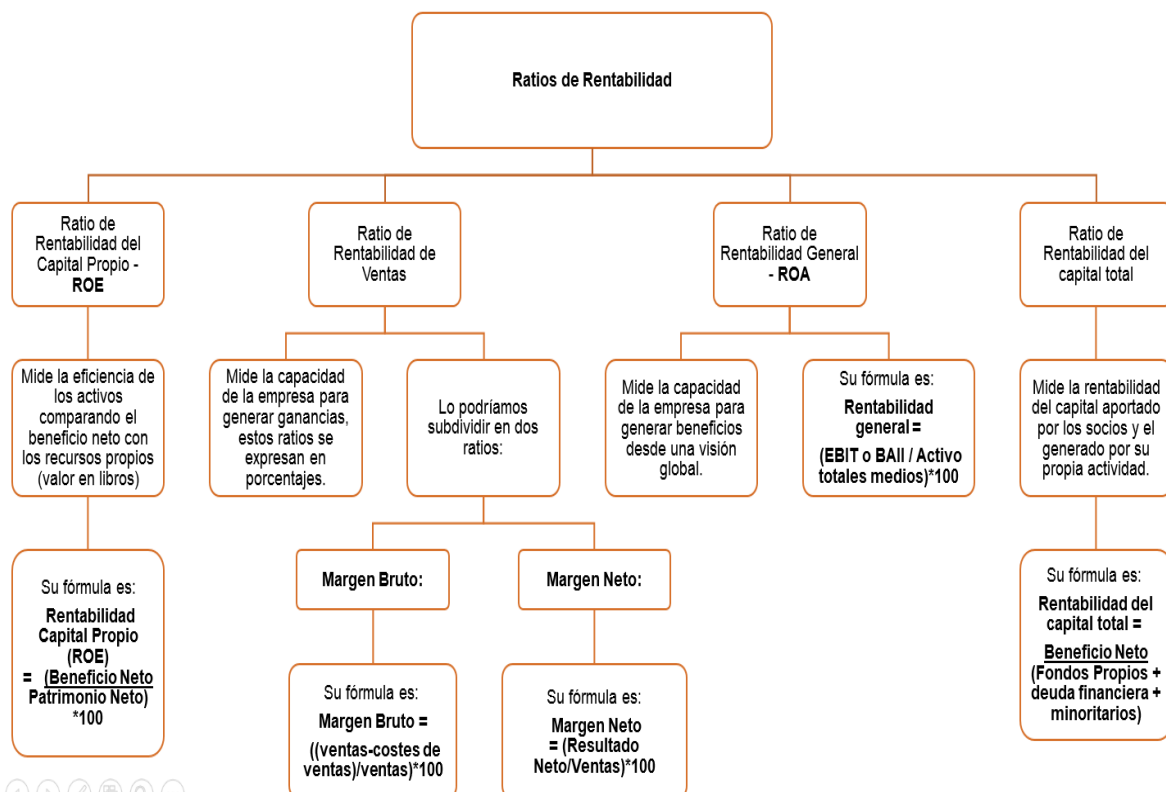 Ratios de Rentabilidad
Ratio de
Rentabilidad del
Capital Propio -
ROE
Ratio de
Rentabilidad de
Ventas
Ratio de
Rentabilidad General
- ROA
Ratio de
Rentabilidad del
capital total
Mide la eficiencia de
los activos
comparando el
beneficio neto con
los recursos propios
(valor en libros)
Mide la capacidad
de la empresa para
generar ganancias,
estos ratios se
expresan en
porcentajes.
Lo podríamos
subdividir en dos
ratios:
Mide la capacidad
de la empresa para
generar beneficios
desde una visión
global.
Su fórmula es:
Rentabilidad
general =
(EBIT o BAII / Activo
totales medios)*100
Mide la rentabilidad
del capital aportado
por los socios y el
generado por su
propia actividad.
Su fórmula es:
Rentabilidad
Capital Propio
(ROE)
= (Beneficio Neto
Patrimonio Neto)
*100
Margen Bruto:
Margen Neto:
Su fórmula es:
Margen Bruto =
((ventas-costes de
ventas)/ventas)*100
Su fórmula es:
Margen Neto
= (Resultado
Neto/Ventas)*100
Su fórmula es:
Rentabilidad del
capital total =
Beneficio Neto
(Fondos Propios +
deuda financiera +
minoritarios)